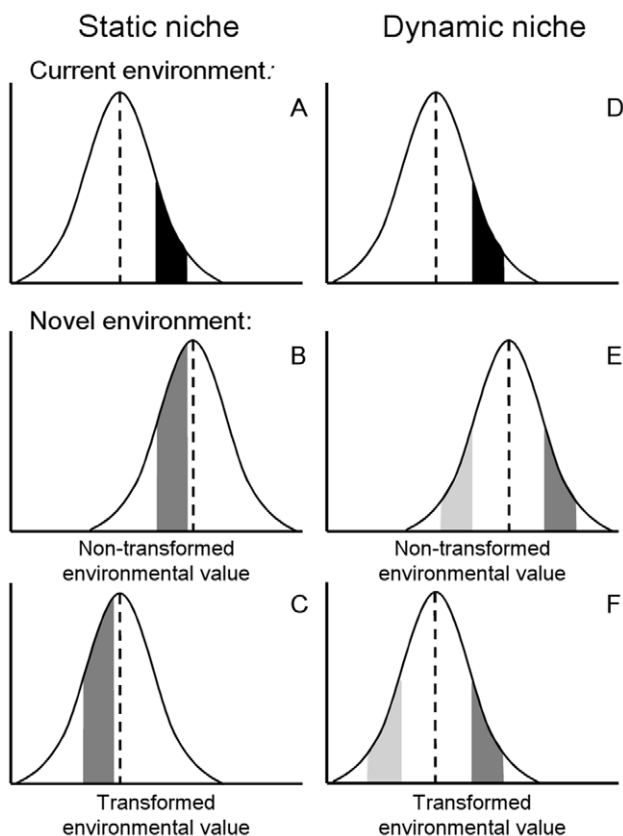 Static niche
Dynamic niche
Current environment:
A
D
Novel environment:
B
E
Non-transformed
environmental value
Non-transformed
environmental value
C
F
Transformed
environmental value
Transformed
environmental value